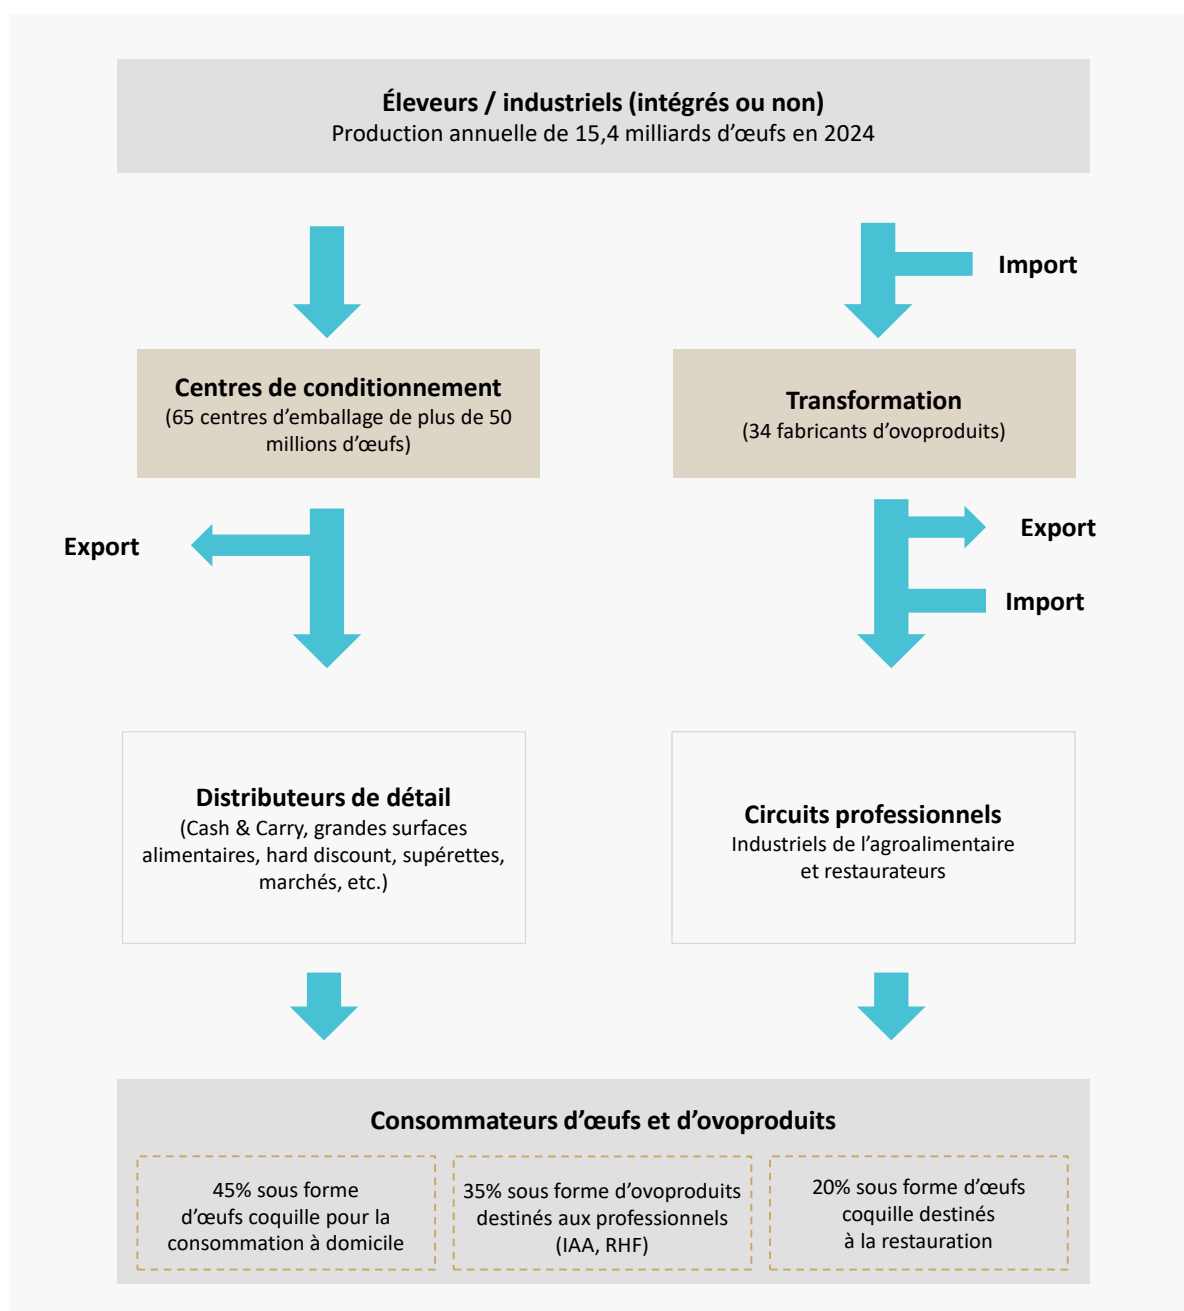 Éleveurs / industriels (intégrés ou non)
Production annuelle de 15,4 milliards d’œufs en 2024
Import
Centres de conditionnement
(65 centres d’emballage de plus de 50
millions d’œufs)
Transformation
(34 fabricants d’ovoproduits)
Export
Export
Import
Distributeurs de détail
(Cash & Carry, grandes surfaces
alimentaires, hard discount, supérettes,
marchés, etc.)
Circuits professionnels
Industriels de l’agroalimentaire
et restaurateurs
Consommateurs d’œufs et d’ovoproduits
45% sous forme
d’œufs coquille pour la
consommation à domicile
35% sous forme d’ovoproduits
destinés aux professionnels
(IAA, RHF)
20% sous forme d’œufs
coquille destinés
à la restauration